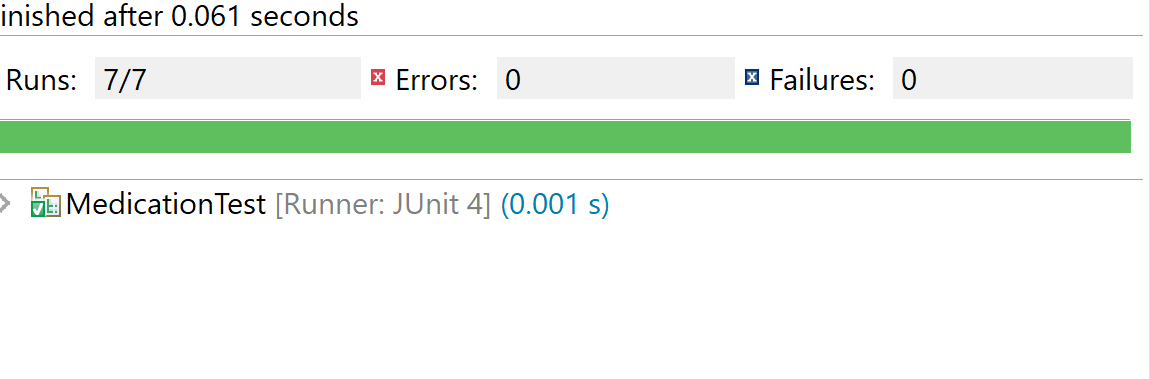 inished after 0.061 seconds
Runs: 7/7 Errors: 0 Failures: 0
MedicationTest [Runner: JUnit 4] (0.001 s)